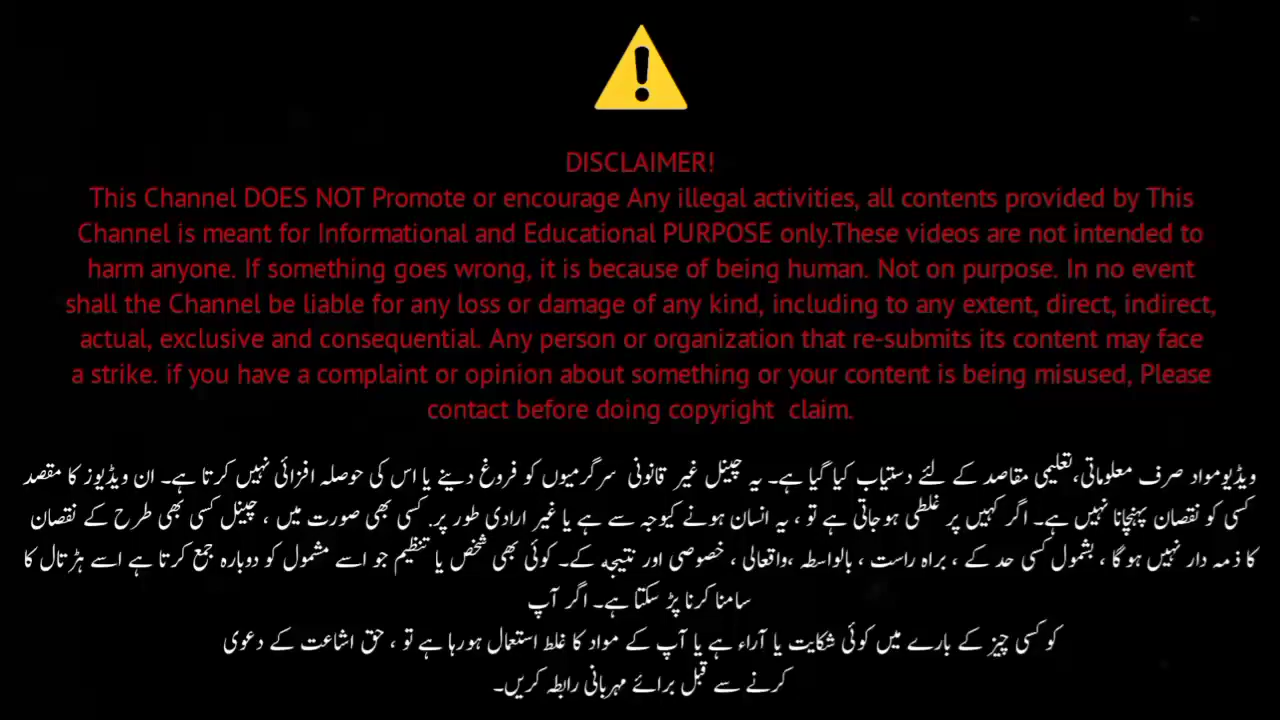 DISCLAIMER!
This Channel DOES NOT Promote or encourage Any illegal activities, all contents provided by This
Channel is meant for Informational and Educational PURPOSE only.These videos are not intended to
harm anyone. If something goes wrong, it is because of being human. Not on purpose. In no event
shall the Channel be liable for any loss or damage of any kind, including to any extent, direct, indirect,
actual, exclusive and consequential. Any person or organization that re-submits its content may face
a strike. if you have a complaint or opinion about something or your content is being misused, Please
contact before doing copyright claim.
ویڈیومواد صرف معلوماتی،تعلیمی مقاصد کے لئے دستیاب کیا گیا ہے۔ یہ چینل غیر قانونی سرگرمیوں کو فروغ دینے یا اس کی حوصلہ افزائی نہیں کرتا ہے۔ ان ویڈیوز کا مقصد
کسی کو نقصان پہنچانا نہیں ہے۔ اگر کہیں پر غلطی ہوجاتی ہے تو ، یہ انسان ہونے کیوجہ سے ہے یا غیر ارادی طور پر. کسی بھی صورت میں ، چینل کسی بھی طرح کے نقصان
کا ذمہ دار نہیں ہوگا ، بشمول کسی حد کے ، براہ راست ، بالواسطہ ،واقعالی ، خصوصی اور نتیجہ کے۔ کوئی بھی شخص یا تنظیم جو اسے مشمول کو دوبارہ جمع کرتا ہے اسے ہڑتال کا
سامنا کرنا پڑ سکتا ہے۔ اگر آپ
کو کسی چیز کے بارے میں کوئی شکایت یا آراء ہے یا آپ کے مواد کا غلط استعمال ہورہا ہے تو ، حق اشاعت کے دعوی
کرنے سے قبل برائے مہربانی رابطہ کریں۔